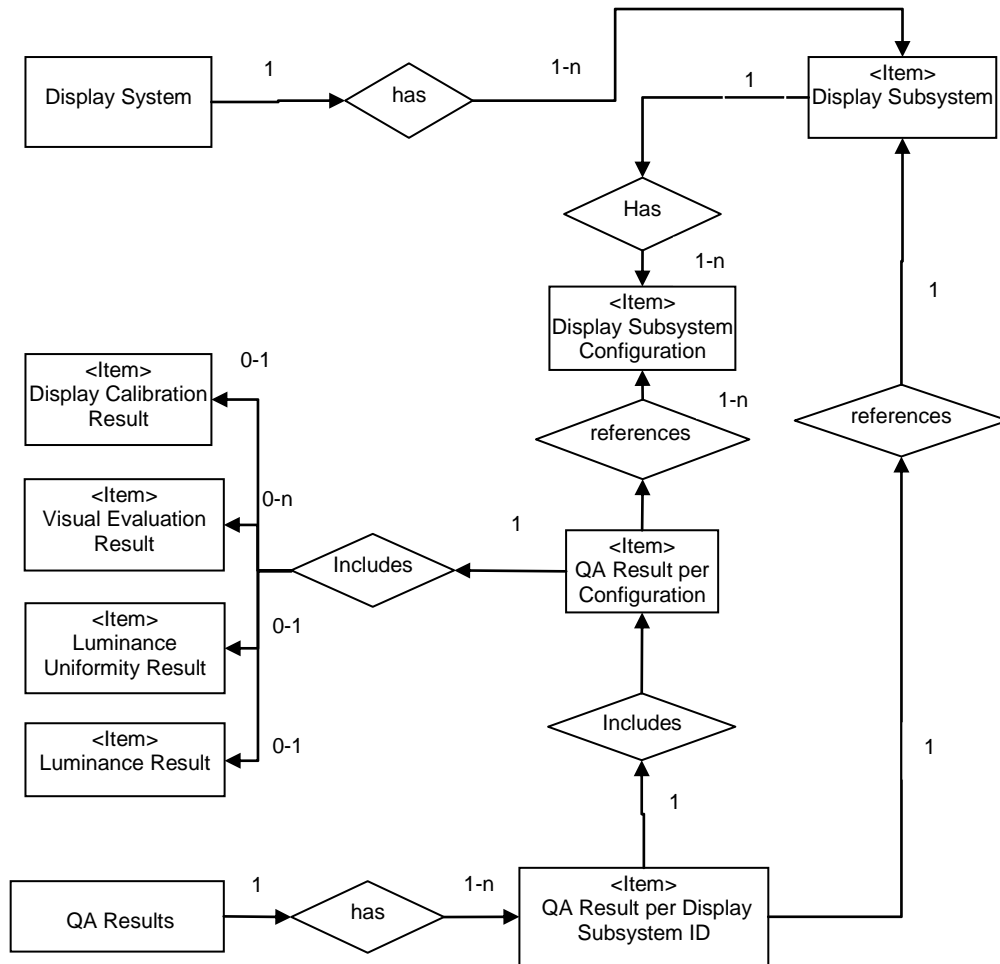 1
1-n
<Item>
Display System
has
1
Display Subsystem
Has
1-n
1
<Item>
Display Subsystem
Configuration
0-1
<Item>
Display Calibration
Result
1-n
references
references
<Item>
Visual Evaluation
Result
0-n
1
<Item>
QA Result per
Configuration
Includes
<Item>
Luminance
Uniformity Result
0-1
Includes
<Item>
Luminance Result
0-1
1
1
1
1-n
<Item>
QA Result per Display
Subsystem ID
QA Results
has